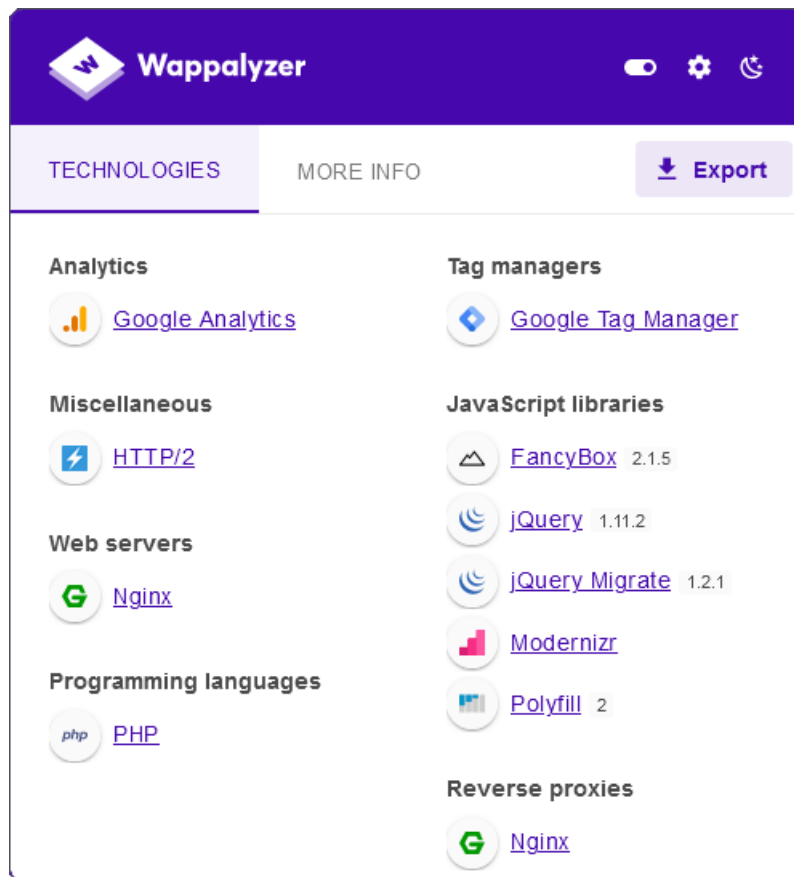 Wappalyzer
TECHNOLOGIES
MORE INFO
Export
Analytics
Google Analytics
Miscellaneous
HTTP/2
Web servers
Nginx
Programming languages
php PHP
Tag managers
Google Tag Manager
JavaScript libraries
FancyBox 2.1.5
jQuery 1.11.2
jQuery Migrate 1.2.1
Modernizr
Polyfill 2
Reverse proxies
Nginx